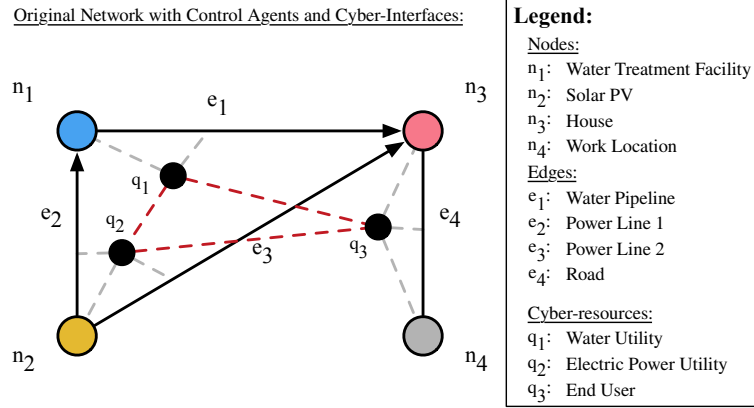 Original Network with Control Agents and Cyber-Interfaces:
n1
e1
n3
q1
e2
q2
e4
q3
e3
n2
n4
Legend:
Nodes:
n1: Water Treatment Facility
n2: Solar PV
n3: House
n4: Work Location
Edges:
e1: Water Pipeline
e2: Power Line 1
e3: Power Line 2
e4: Road
Cyber-resources:
q1: Water Utility
q2: Electric Power Utility
q3: End User